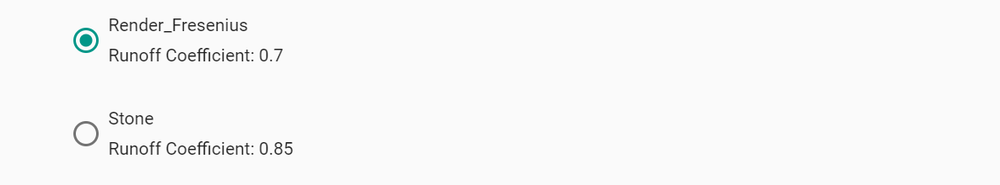 Render_Fresenius
Runoff Coefficient: 0.7
Stone
Runoff Coefficient: 0.85